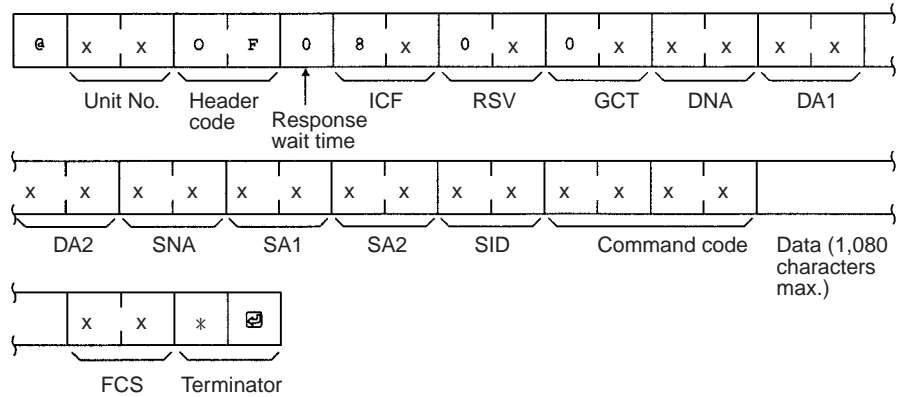 @ x x O F 0 8 x 0 x 0 x x x x x
Unit No. Header code Response wait time ICF RSV GCT DNA DA1
x x x x x x x x x x x x x x
DA2 SNA SA1 SA2 SID Command code Data (1,080 characters max.)
x x * ↵
FCS Terminator